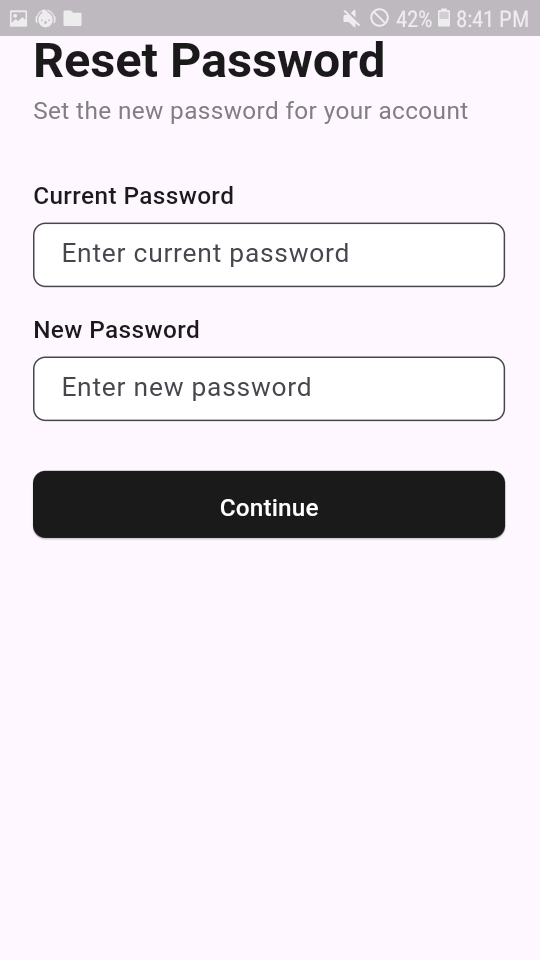 42% 8:41 PM
Reset Password
Set the new password for your account
Current Password
Enter current password
New Password
Enter new password
Continue